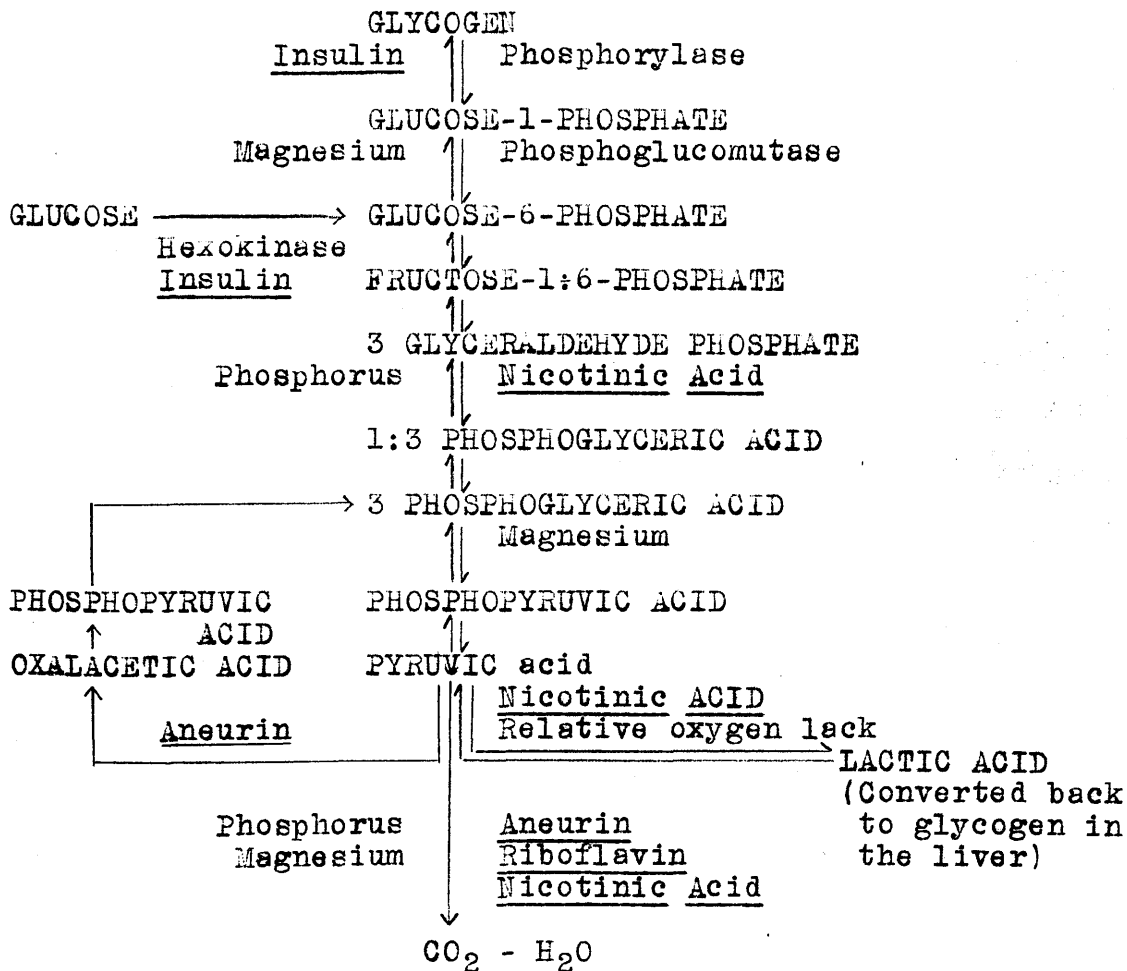 GLYCOGEN
Insulin Phosphorylase
GLUCOSE-1-PHOSPHATE
Magnesium Phosphoglucomutase
GLUCOSE GLUCOSE-6-PHOSPHATE
Hexokinase
Insulin FRUCTOSE-1:6-PHOSPHATE
3 GLYCERALDEHYDE PHOSPHATE
Phosphorus Nicotinic Acid
1:3 PHOSPHOGLYCERIC ACID
3 PHOSPHOGLYCERIC ACID
Magnesium
PHOSPHOPYRUVIC PHOSPHOPYRUVIC ACID
ACID
OXALACETIC ACID PYRUVIC acid
Nicotinic ACID
Aneurin Relative oxygen lack
LACTIC ACID
(Converted back
Phosphorus Aneurin to glycogen in
Magnesium Riboflavin the liver)
Nicotinic Acid
CO2 - H2O